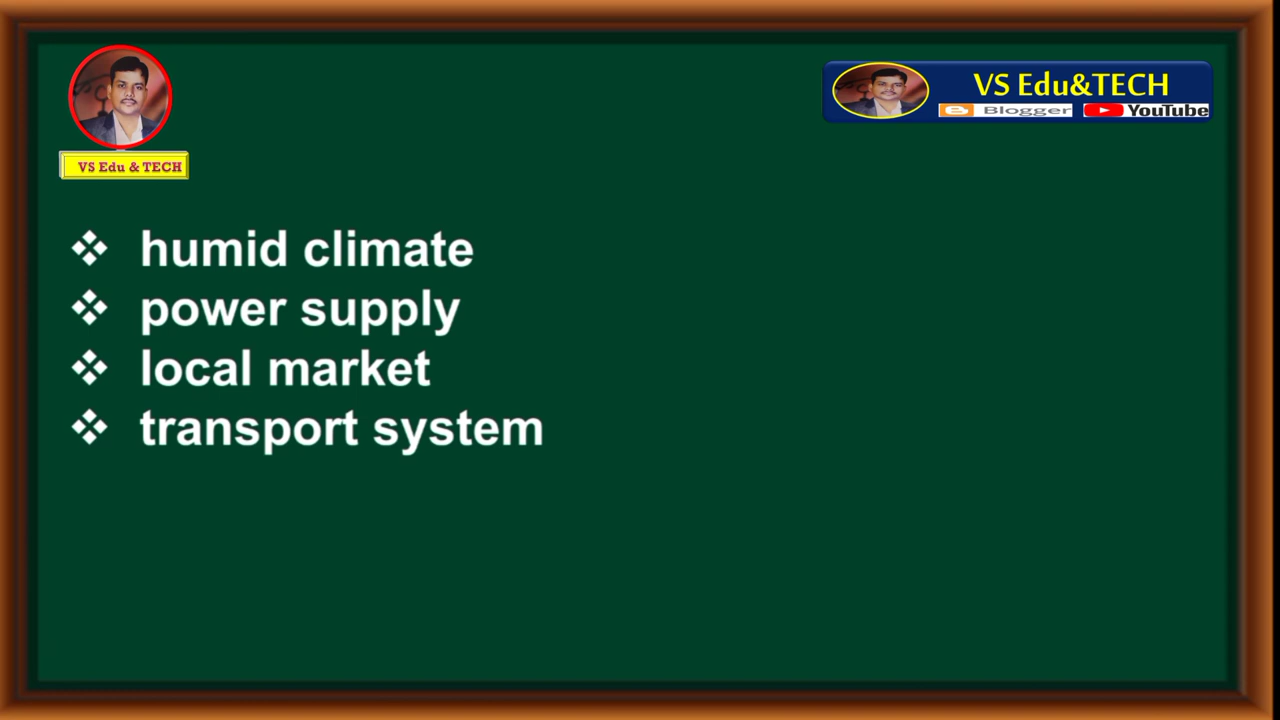 VS Edu & TECH
VS Edu&TECH
Blogger YouTube
❖ humid climate
❖ power supply
❖ local market
❖ transport system